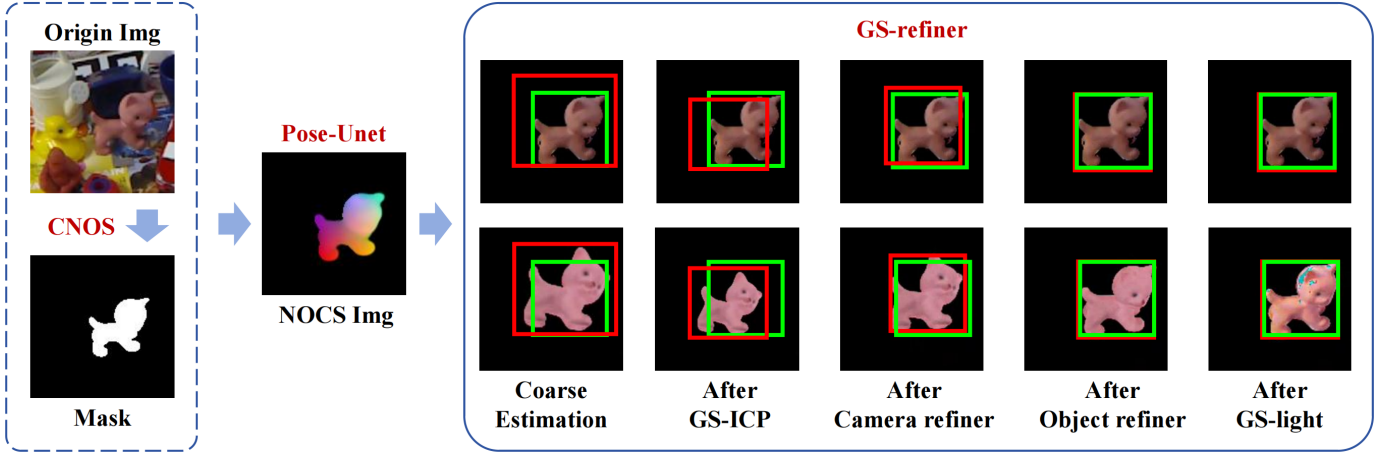 Origin Img
CNOS
Mask
Pose-Unet
NOCS Img
GS-refiner
Coarse
Estimation
After
GS-ICP
After
Camera refiner
After
Object refiner
After
GS-light